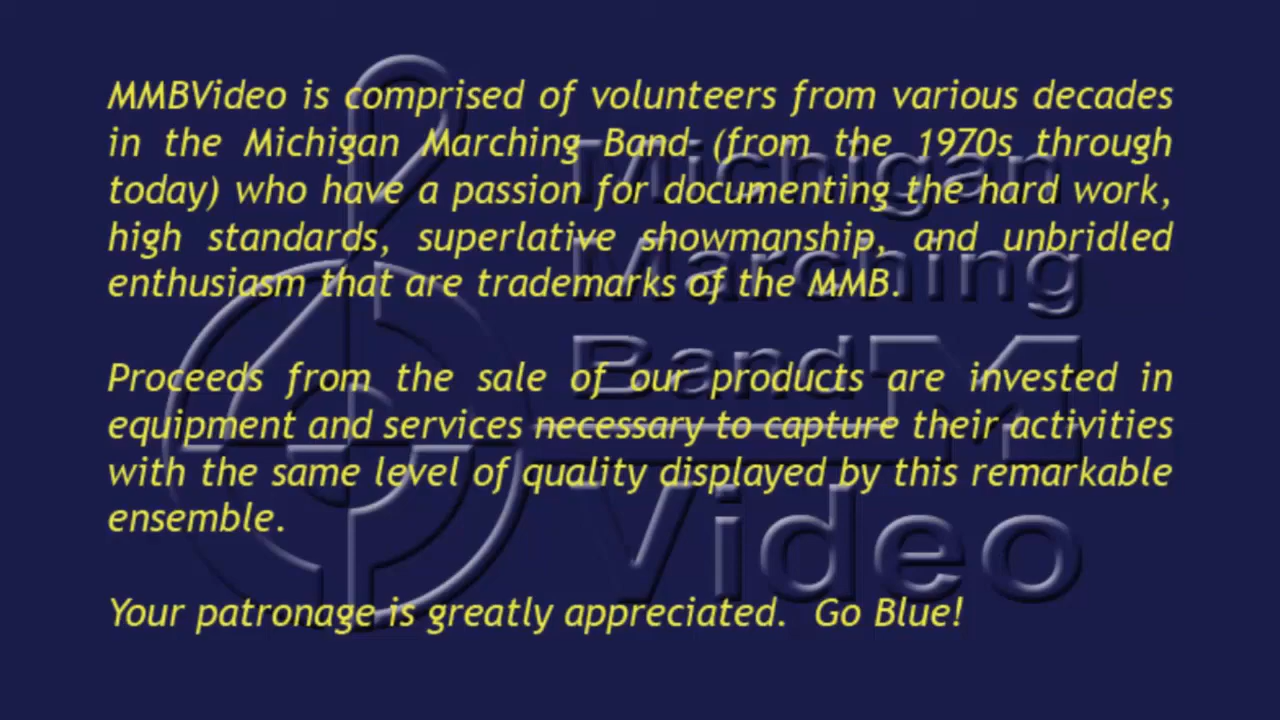 MMBVideo is comprised of volunteers from various decades
in the Michigan Marching Band (from the 1970s through
today) who have a passion for documenting the hard work,
high standards, superlative showmanship, and unbridled
enthusiasm that are trademarks of the MMB.
Proceeds from the sale of our products are invested in
equipment and services necessary to capture their activities
with the same level of quality displayed by this remarkable
ensemble.
Your patronage is greatly appreciated.  Go Blue!
Michigan
Marching
Band M
Video